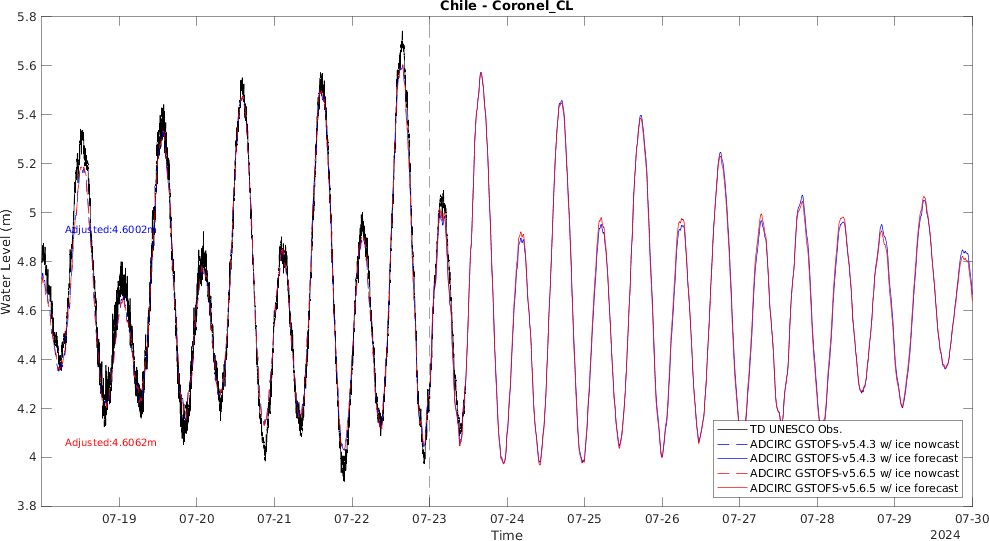 Chile - Coronel_CL
5.8
5.6
5.4
5.2
5
4.8
4.6
4.4
4.2
4
3.8
Water Level (m)
Adjusted:4.6002m
Adjusted:4.6062m
TD UNESCO Obs.
ADCIRC GSTOFS-v5.4.3 w/ ice nowcast
ADCIRC GSTOFS-v5.4.3 w/ ice forecast
ADCIRC GSTOFS-v5.6.5 w/ ice nowcast
ADCIRC GSTOFS-v5.6.5 w/ ice forecast
07-19 07-20 07-21 07-22 07-23 07-24 07-25 07-26 07-27 07-28 07-29 07-30
Time
2024